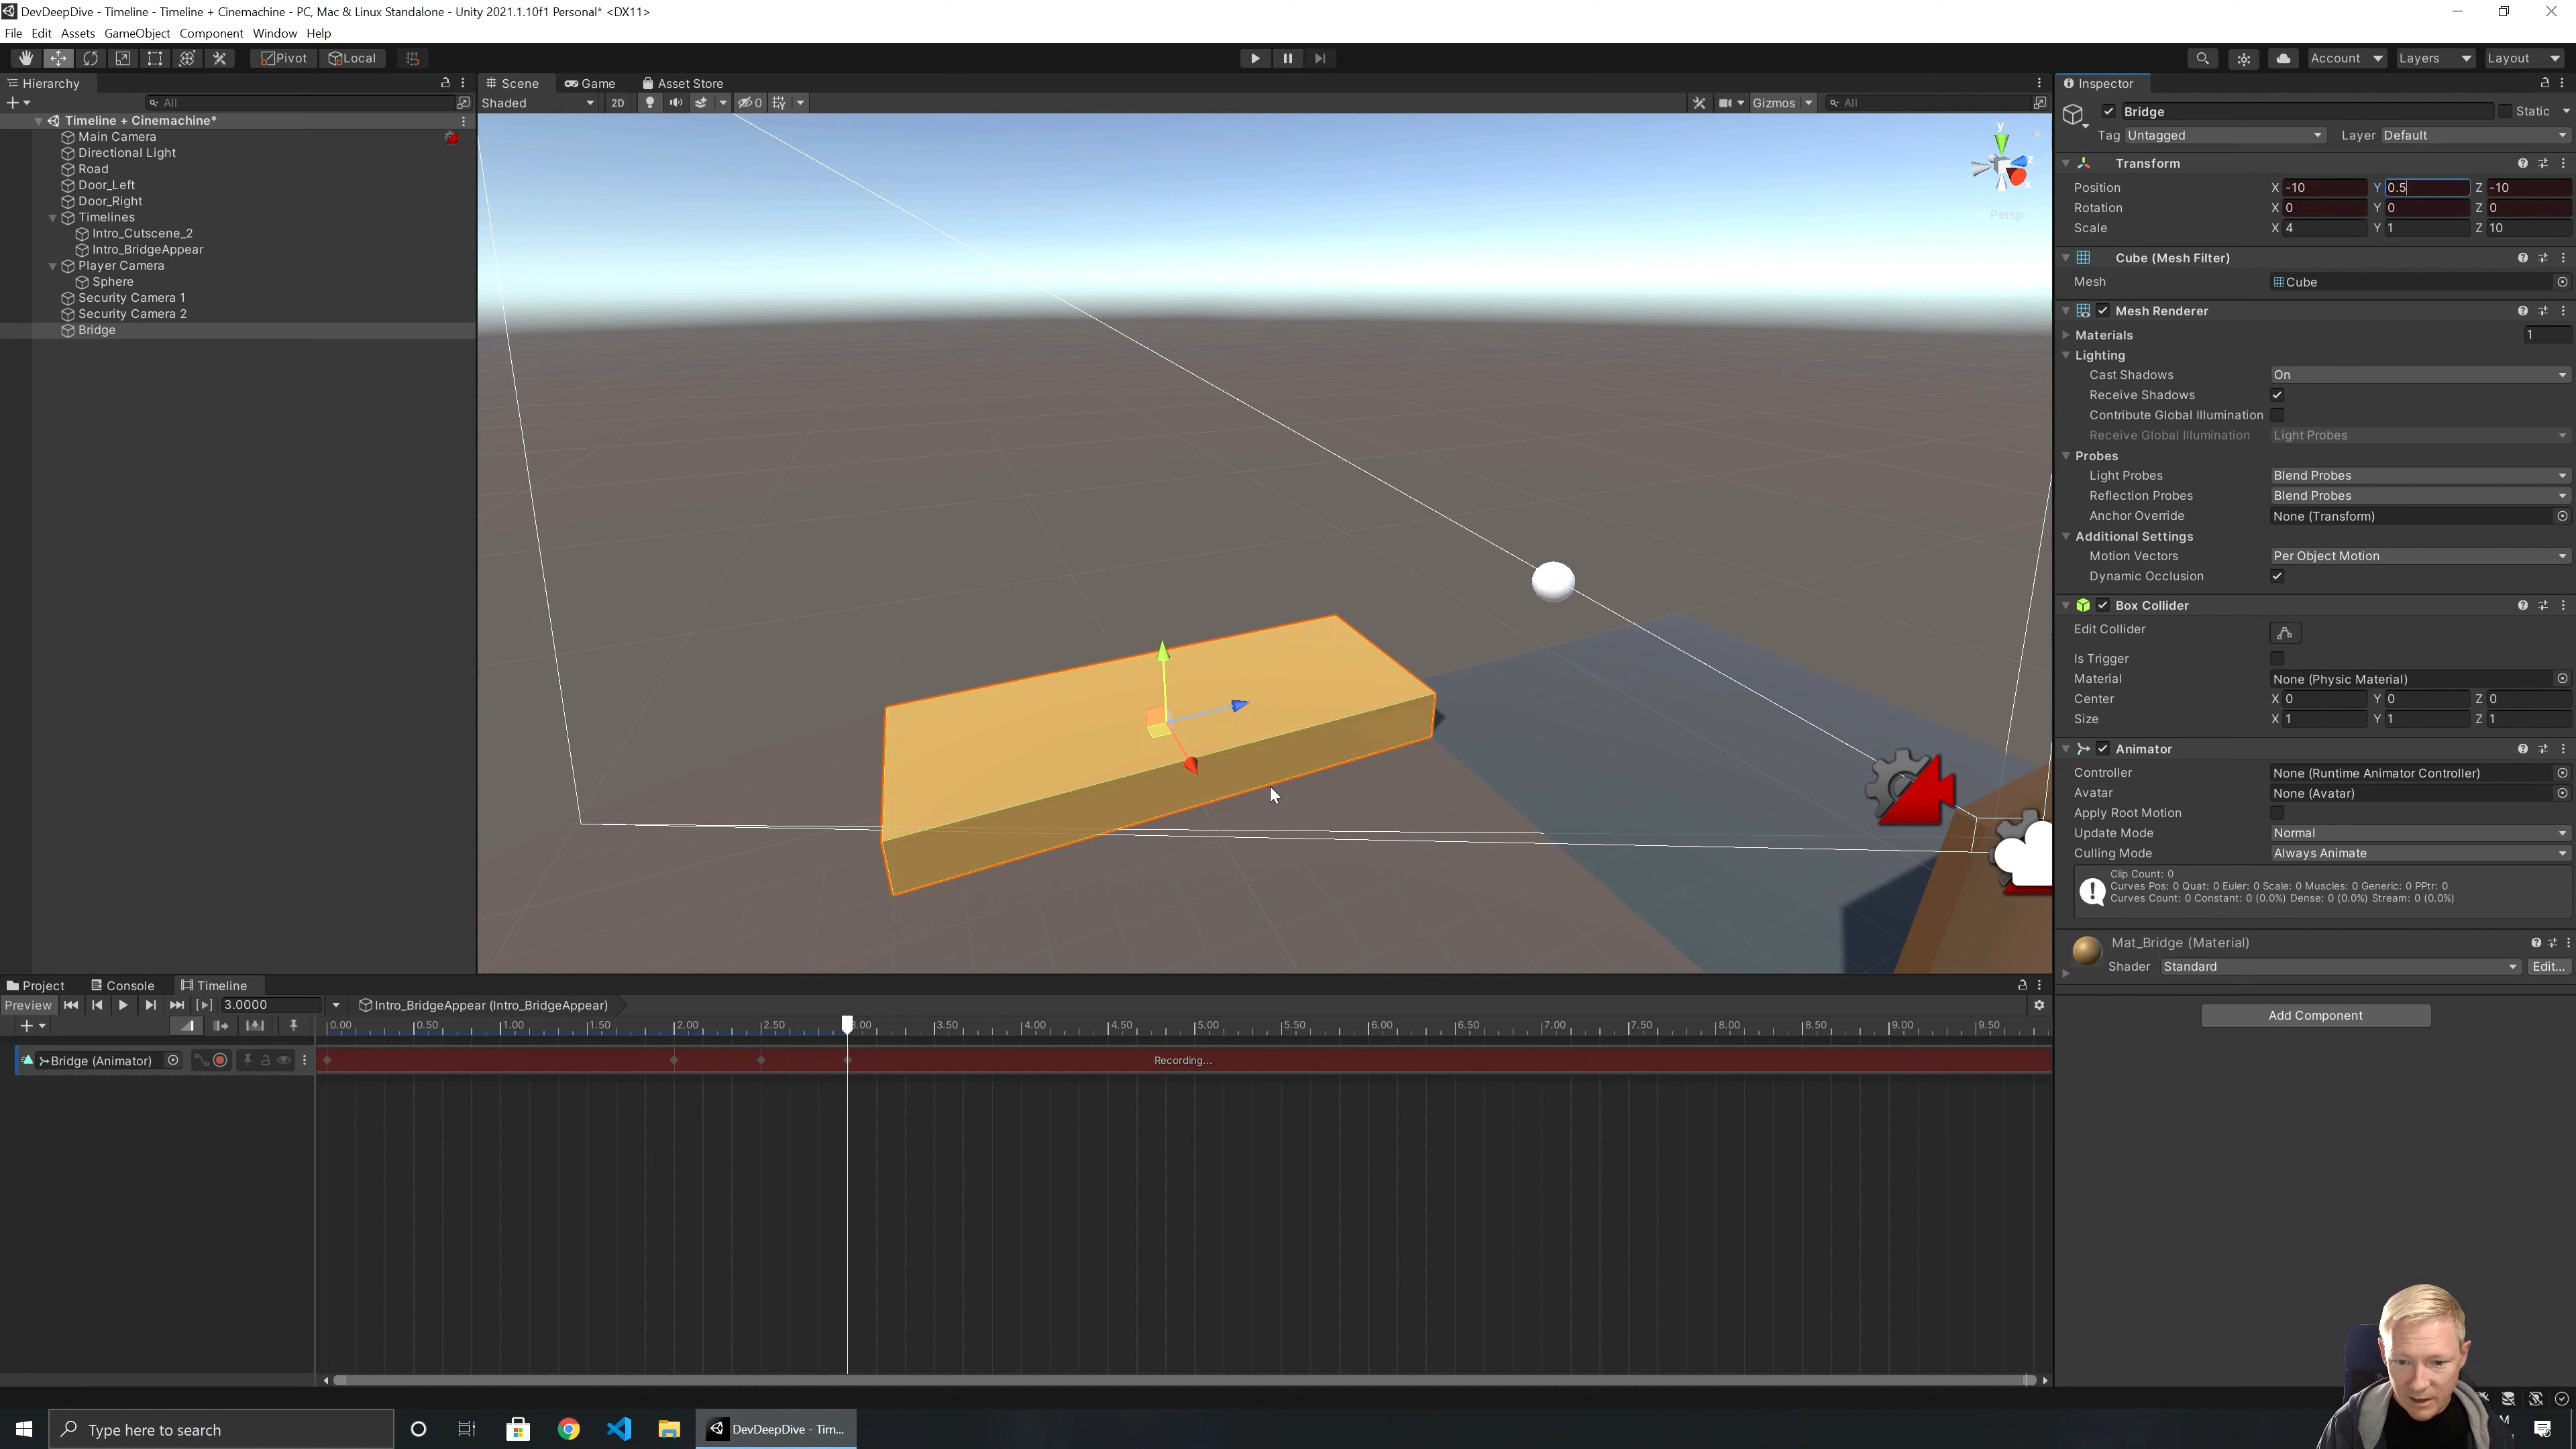 DevDeepDive - Timeline - Timeline + Cinemachine - PC, Mac & Linux Standalone - Unity 2021.1.10f1 Personal* <DX11>
File Edit Assets GameObject Component Window Help
Pivot Local Account Layers Layout
Hierarchy
All
Timeline + Cinemachine*
Main Camera
Directional Light
Road
Door_Left
Door_Right
Timelines
Intro_Cutscene_2
Intro_BridgeAppear
Player Camera
Sphere
Security Camera 1
Security Camera 2
Bridge
Scene Game Asset Store
Shaded 2D 0 Gizmos All
y
z
x
Persp
Inspector
Bridge Static
Tag Untagged Layer Default
Transform
Position X -10 Y 0.5 Z -10
Rotation X 0 Y 0 Z 0
Scale X 4 Y 1 Z 10
Cube (Mesh Filter)
Mesh Cube
Mesh Renderer
Materials 1
Lighting
Cast Shadows On
Receive Shadows
Contribute Global Illumination
Receive Global Illumination Light Probes
Probes
Light Probes Blend Probes
Reflection Probes Blend Probes
Anchor Override None (Transform)
Additional Settings
Motion Vectors Per Object Motion
Dynamic Occlusion
Box Collider
Edit Collider
Is Trigger
Material None (Physic Material)
Center X 0 Y 0 Z 0
Size X 1 Y 1 Z 1
Animator
Controller None (Runtime Animator Controller)
Avatar None (Avatar)
Apply Root Motion
Update Mode Normal
Culling Mode Always Animate
Clip Count: 0
Curves Pos: 0 Quat: 0 Euler: 0 Scale: 0 Muscles: 0 Generic: 0 PPtr: 0
Curves Count: 0 Constant: 0 (0.0%) Dense: 0 (0.0%) Stream: 0 (0.0%)
Mat_Bridge (Material)
Shader Standard Edit...
Add Component
Project Console Timeline
Preview 3.0000 Intro_BridgeAppear (Intro_BridgeAppear)
0.00 0.50 1.00 1.50 2.00 2.50 3.00 3.50 4.00 4.50 5.00 5.50 6.00 6.50 7.00 7.50 8.00 8.50 9.00 9.50
Bridge (Animator) Recording...
Type here to search DevDeepDive - Tim...